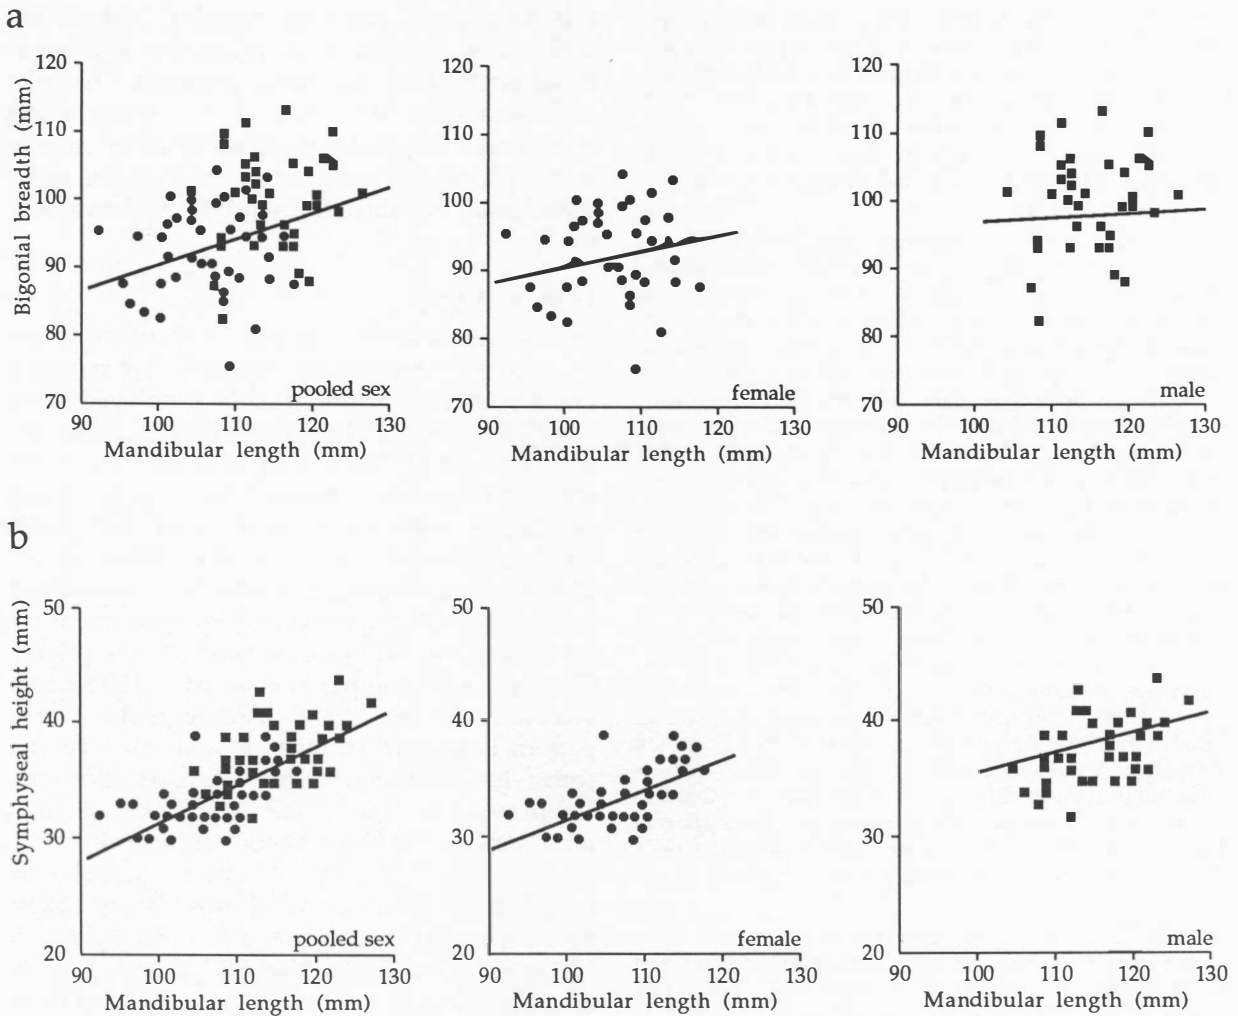 a
Bigonial breadth (mm)
120
110
100
90
80
70
90 100 110 120 130
pooled sex
Mandibular length (mm)
120
110
100
90
80
70
90 100 110 120 130
female
Mandibular length (mm)
120
110
100
90
80
70
90 100 110 120 130
male
Mandibular length (mm)
b
Symphyseal height (mm)
50
40
30
20
90 100 110 120 130
pooled sex
Mandibular length (mm)
50
40
30
20
90 100 110 120 130
female
Mandibular length (mm)
50
40
30
20
90 100 110 120 130
male
Mandibular length (mm)